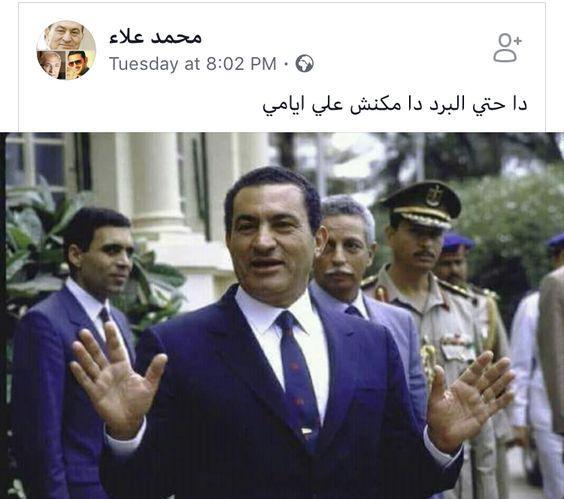 محمد علاء
Tuesday at 8:02 PM ·
دا حتي البرد دا مكنش علي ايامي